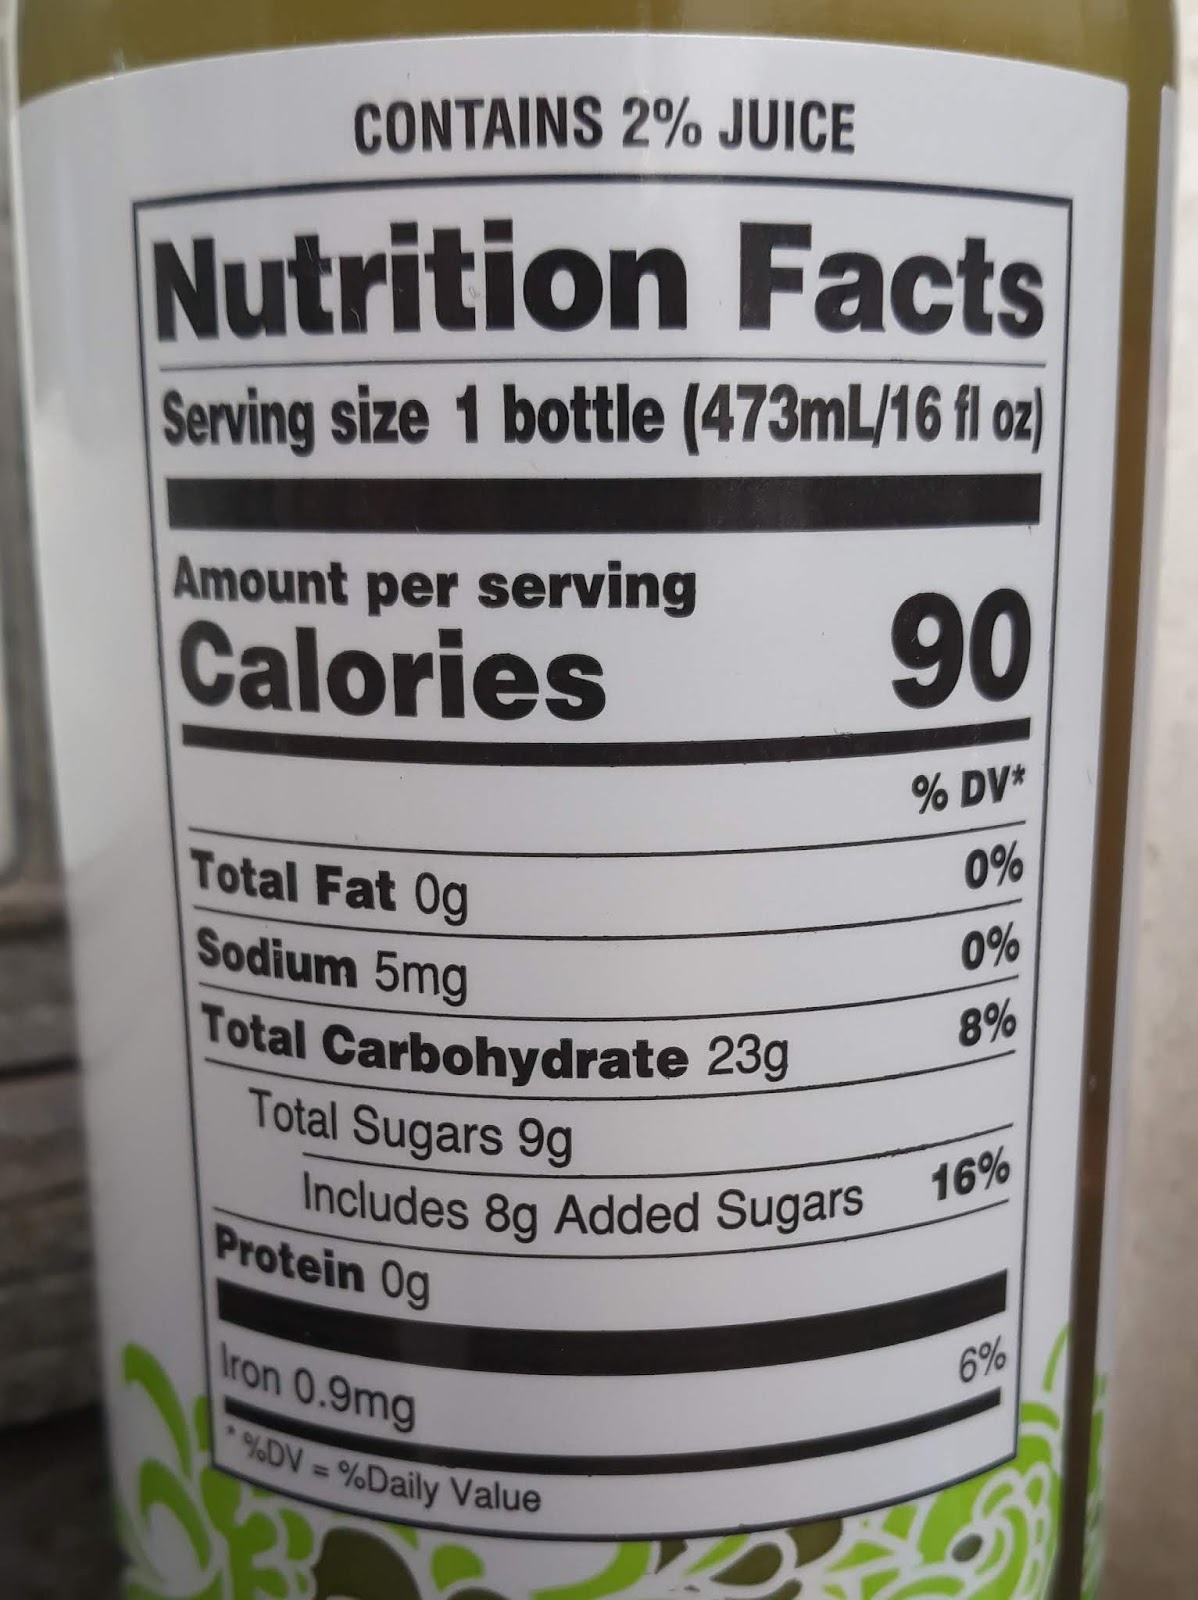 CONTAINS 2% JUICE
Nutrition Facts
Serving size 1 bottle (473mL/16 fl oz)
Amount per serving
Calories 90
% DV*
Total Fat 0g 0%
Sodium 5mg 0%
Total Carbohydrate 23g 8%
Total Sugars 9g
Includes 8g Added Sugars 16%
Protein 0g
Iron 0.9mg 6%
* %DV = %Daily Value